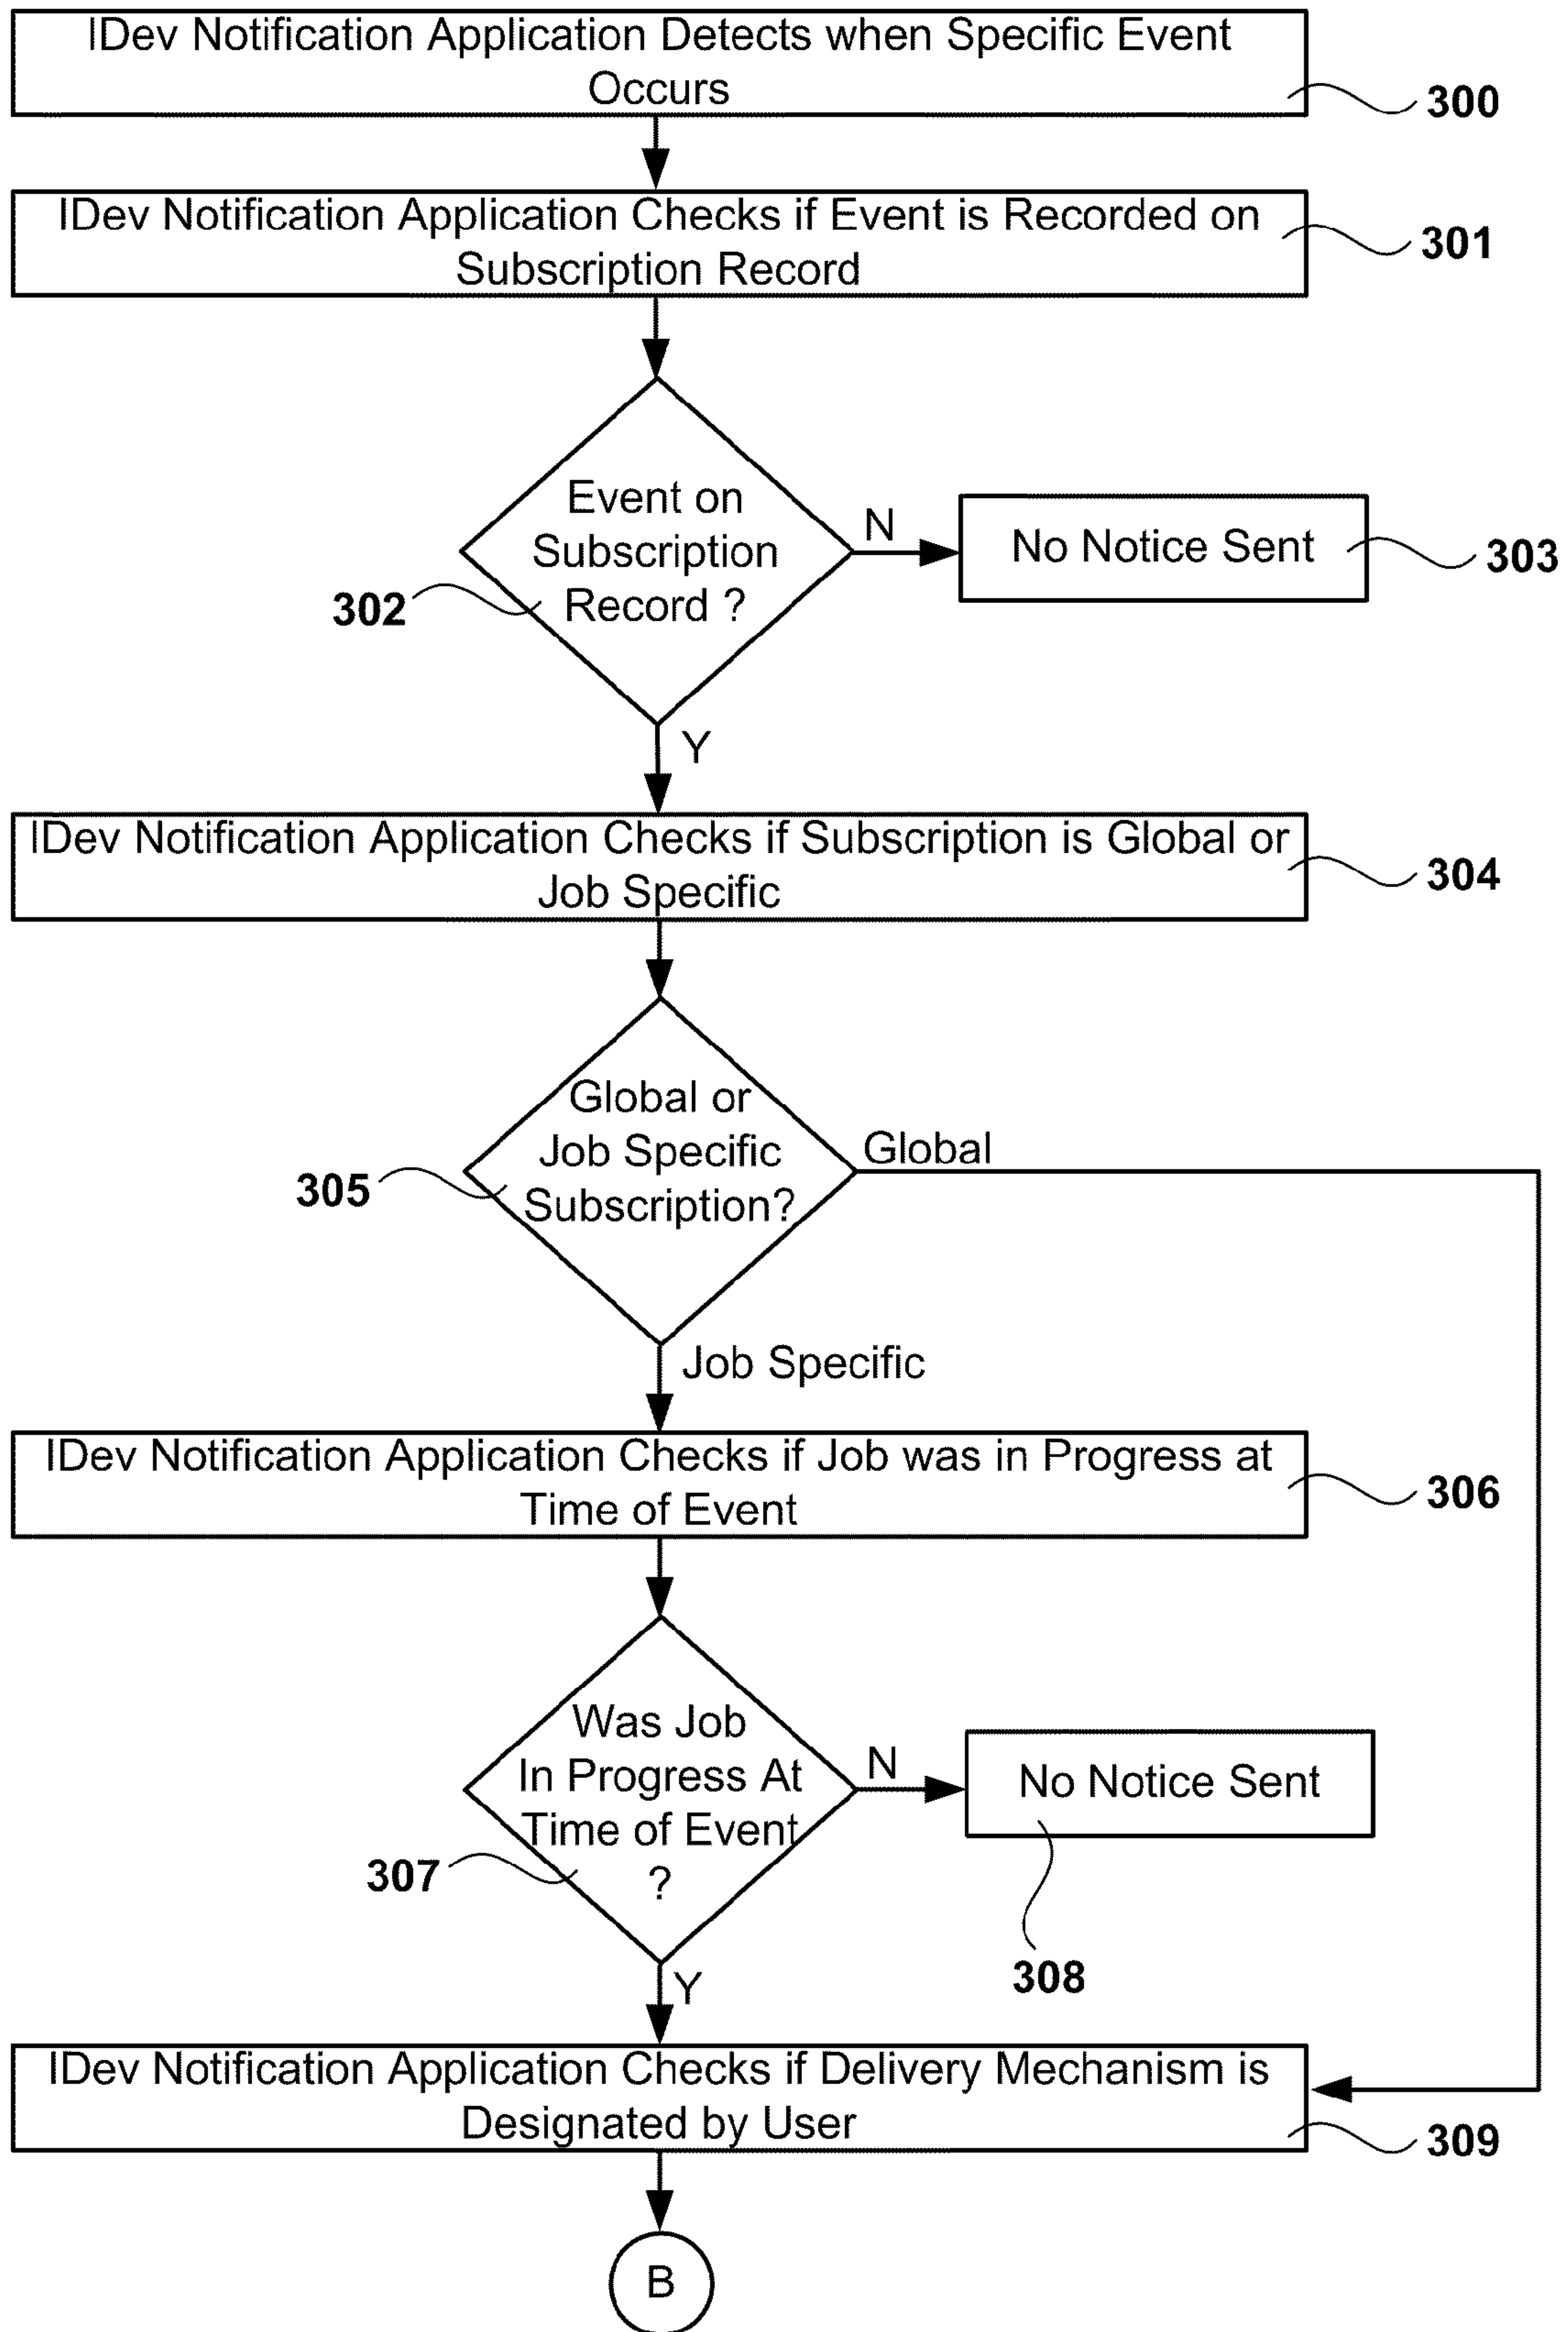 IDev Notification Application Detects when Specific Event
Occurs
300
IDev Notification Application Checks if Event is Recorded on
Subscription Record
301
Event on
Subscription
Record ?
302
N
No Notice Sent
303
Y
IDev Notification Application Checks if Subscription is Global or
Job Specific
304
Global or
Job Specific
Subscription?
305
Global
Job Specific
IDev Notification Application Checks if Job was in Progress at
Time of Event
306
Was Job
In Progress At
Time of Event
?
307
N
No Notice Sent
308
Y
IDev Notification Application Checks if Delivery Mechanism is
Designated by User
309
B